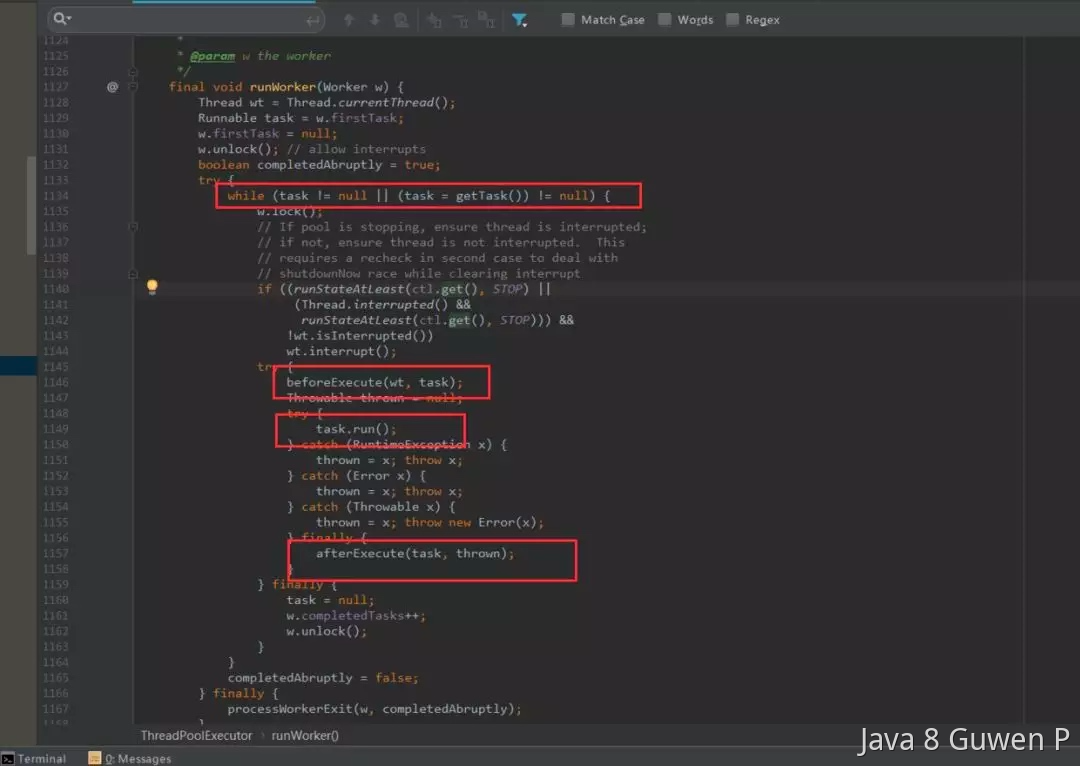 Match Case Words Regex
1124 *
1125 * @param w the worker
1126 */
1127 @ final void runWorker(Worker w) {
1128 Thread wt = Thread.currentThread();
1129 Runnable task = w.firstTask;
1130 w.firstTask = null;
1131 w.unlock(); // allow interrupts
1132 boolean completedAbruptly = true;
1133 try {
1134 while (task != null || (task = getTask()) != null) {
1135 w.lock();
1136 // If pool is stopping, ensure thread is interrupted;
1137 // if not, ensure thread is not interrupted. This
1138 // requires a recheck in second case to deal with
1139 // shutdownNow race while clearing interrupt
1140 if ((runStateAtLeast(ctl.get(), STOP) ||
1141 (Thread.interrupted() &&
1142 runStateAtLeast(ctl.get(), STOP))) &&
1143 !wt.isInterrupted())
1144 wt.interrupt();
1145 try {
1146 beforeExecute(wt, task);
1147 Throwable thrown = null;
1148 try {
1149 task.run();
1150 } catch (RuntimeException x) {
1151 thrown = x; throw x;
1152 } catch (Error x) {
1153 thrown = x; throw x;
1154 } catch (Throwable x) {
1155 thrown = x; throw new Error(x);
1156 } finally {
1157 afterExecute(task, thrown);
1158 }
1159 } finally {
1160 task = null;
1161 w.completedTasks++;
1162 w.unlock();
1163 }
1164 }
1165 completedAbruptly = false;
1166 } finally {
1167 processWorkerExit(w, completedAbruptly);
1168 }
ThreadPoolExecutor › runWorker()
Terminal 0: Messages
Java 8 Guwen P